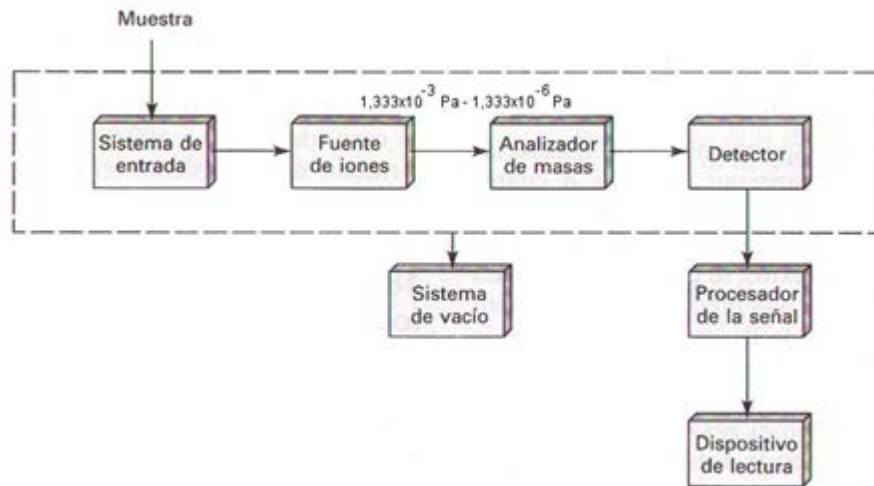 Muestra
1,333x10⁻³ Pa - 1,333x10⁻⁶ Pa
Sistema de
entrada
Fuente
de iones
Analizador
de masas
Detector
Sistema
de vacío
Procesador
de la señal
Dispositivo
de lectura